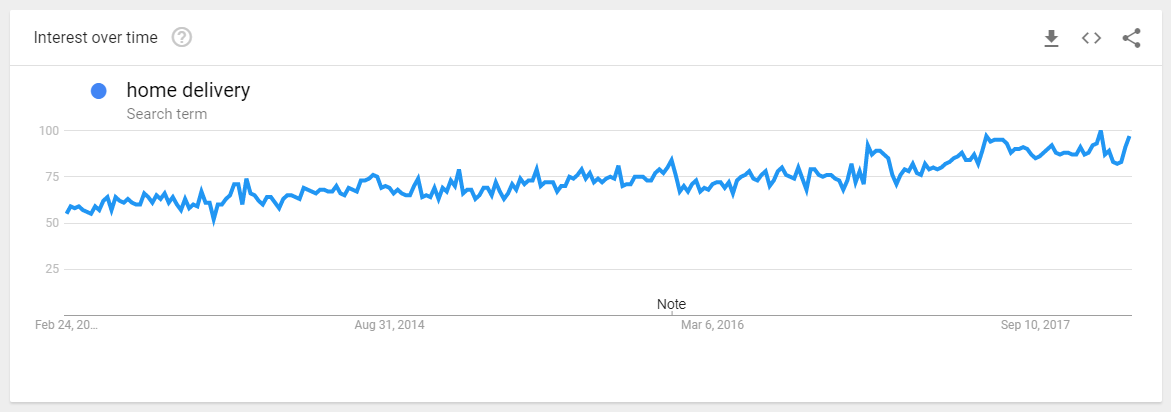 Interest over time
home delivery
Search term
100
75
50
25
Note
Feb 24, 20...
Aug 31, 2014
Mar 6, 2016
Sep 10, 2017